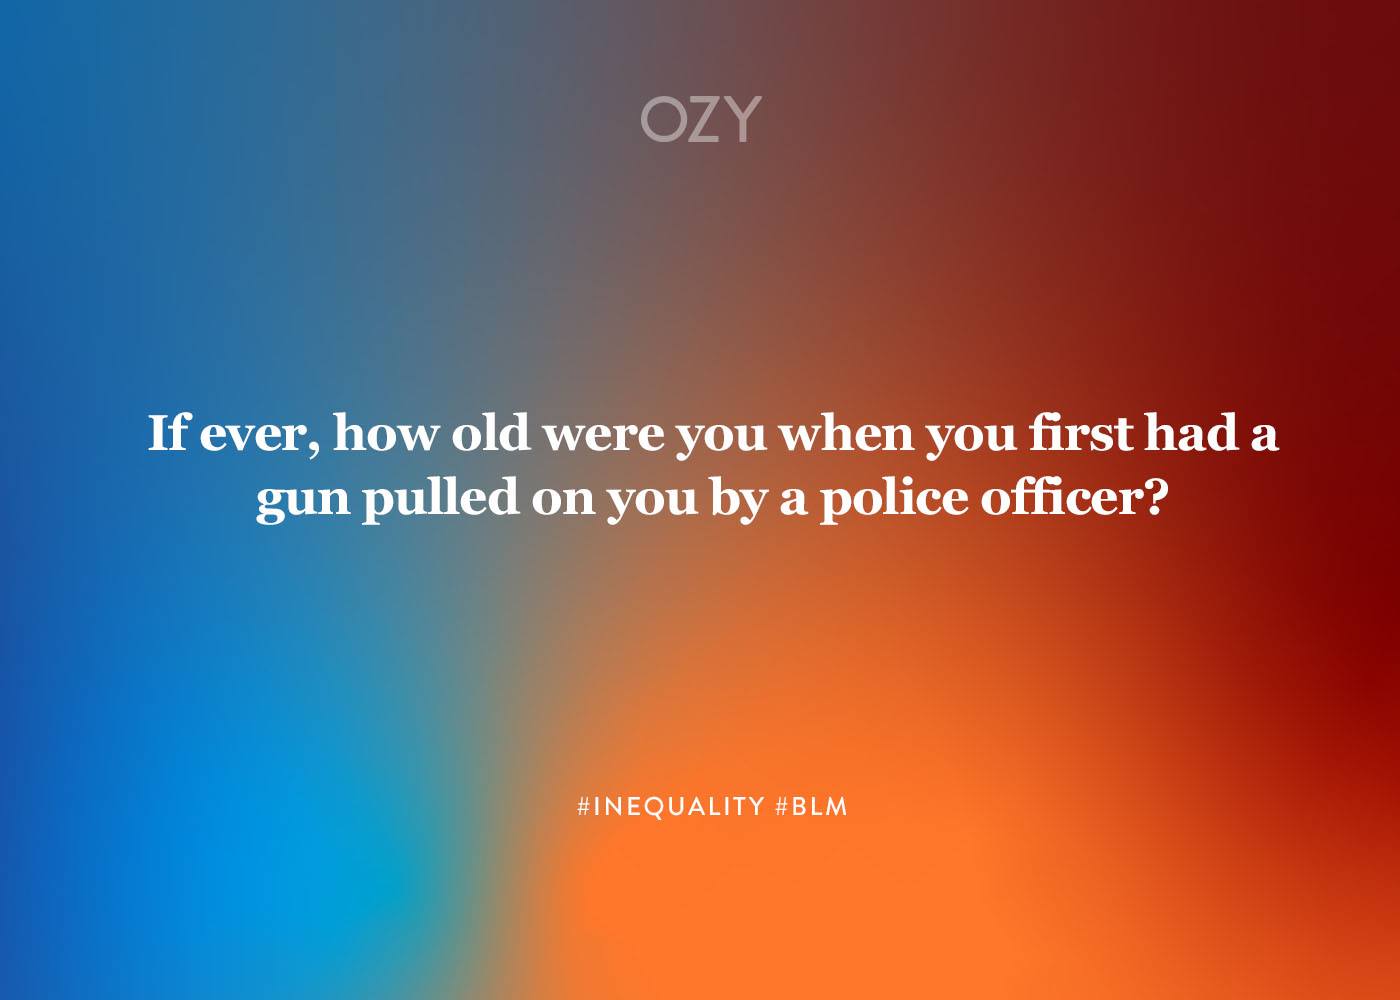 OZY
If ever, how old were you when you first had a
gun pulled on you by a police officer?
#INEQUALITY #BLM